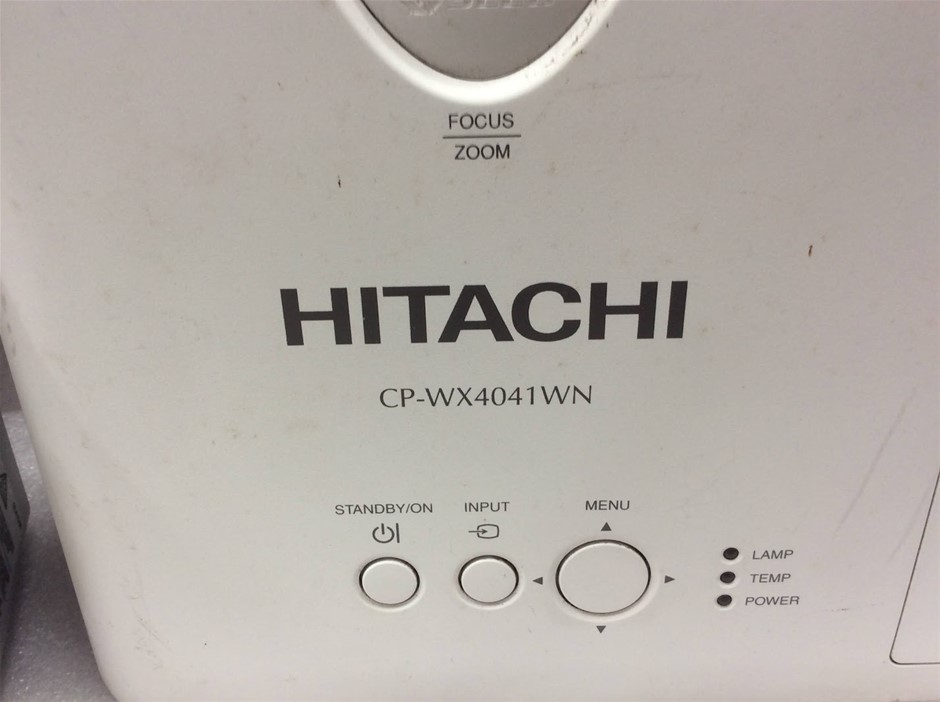 FOCUS
ZOOM
HITACHI
CP-WX4041WN
STANDBY/ON
INPUT
MENU
LAMP
TEMP
POWER